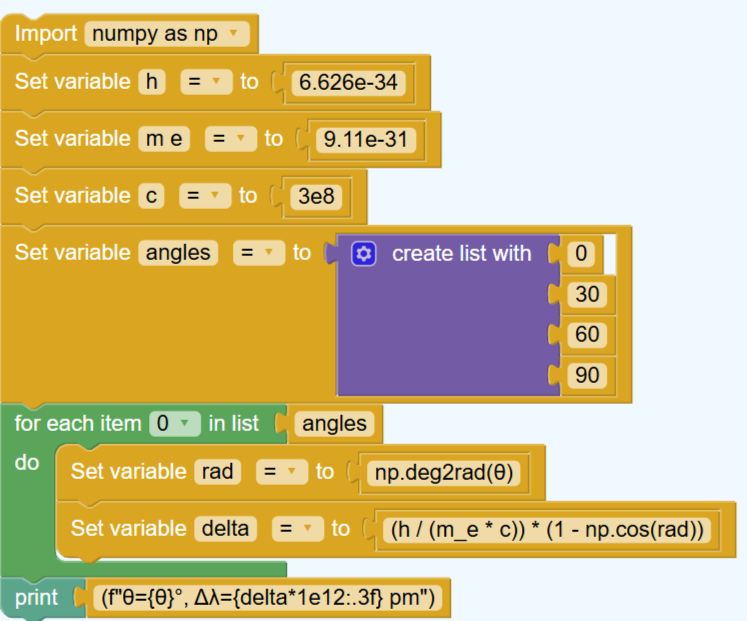 Import numpy as np
Set variable h = to 6.626e-34
Set variable m e = to 9.11e-31
Set variable c = to 3e8
Set variable angles = to create list with 0
30
60
90
for each item 0 in list angles
do
Set variable rad = to np.deg2rad(θ)
Set variable delta = to (h / (m_e * c)) * (1 - np.cos(rad))
print (f"θ={θ}°, Δλ={delta*1e12:.3f} pm")